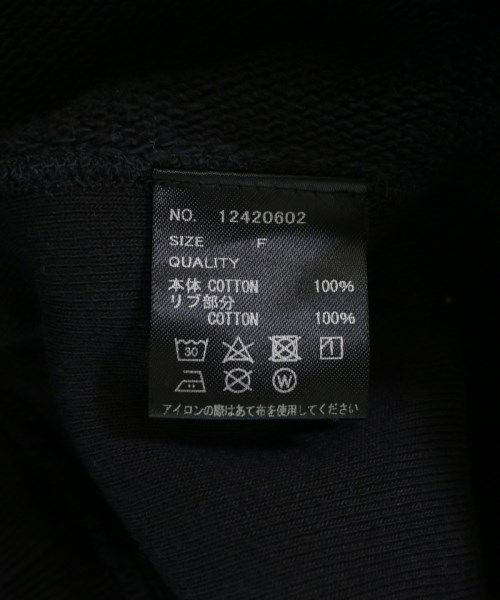 NO. 12420602
SIZE F
QUALITY
本体 COTTON 100%
リブ部分
COTTON 100%
30
W
アイロンの際はあて布を使用してください